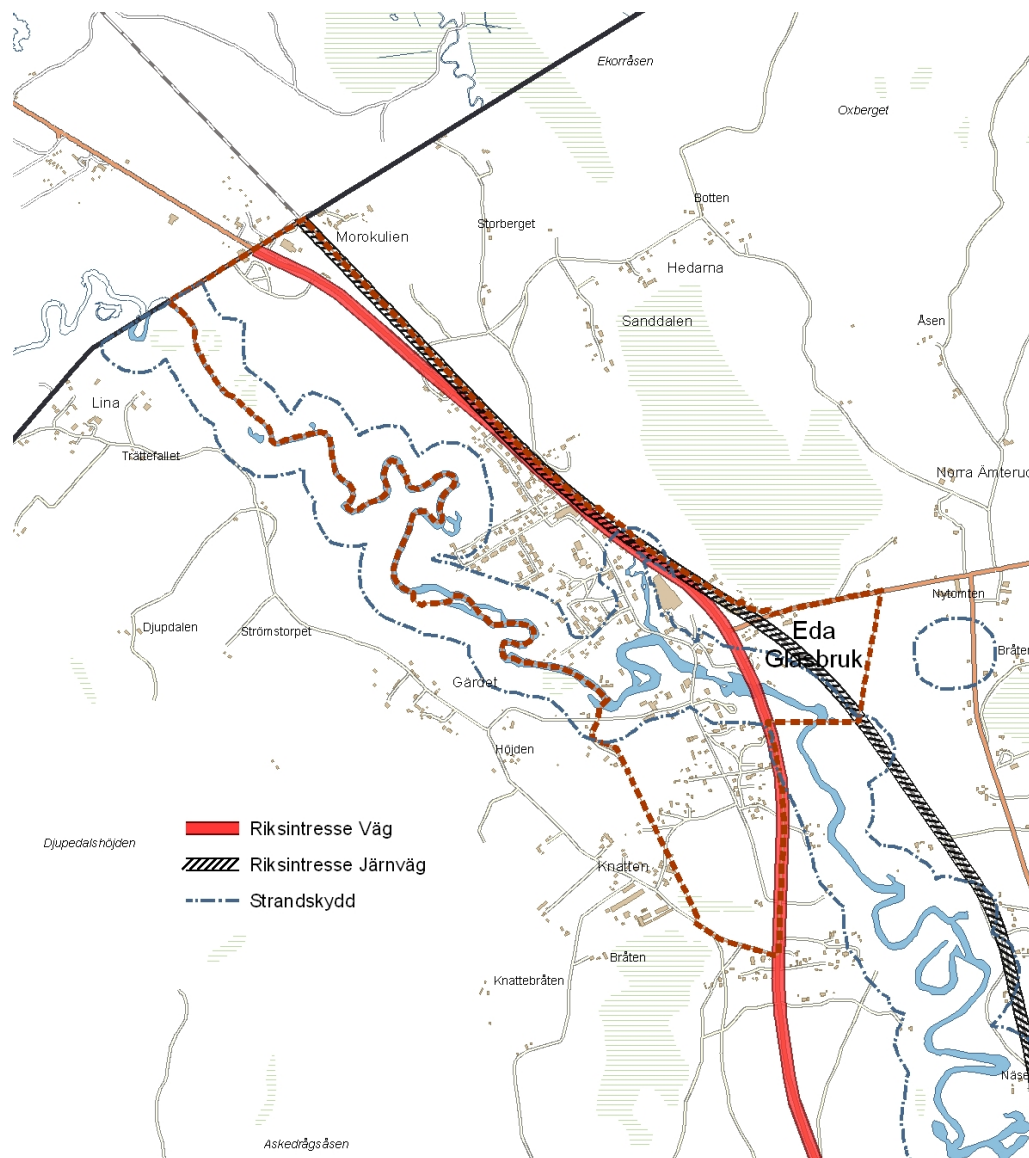 Ekorråsen
Oxberget
Botten
Storberget
Morokulien
Hedarna
Sanddalen
Åsen
Lina
Trättefallet
Norra Ämterud
Nytomten
Djupdalen
Strömstorpet
Eda
Glasbruk
Bråten
Gärdet
Höjden
Riksintresse Väg
Djupedalshöjden
Riksintresse Järnväg
Knatten
Strandskydd
Bråten
Knattebråten
Näse
Askedrågsåsen